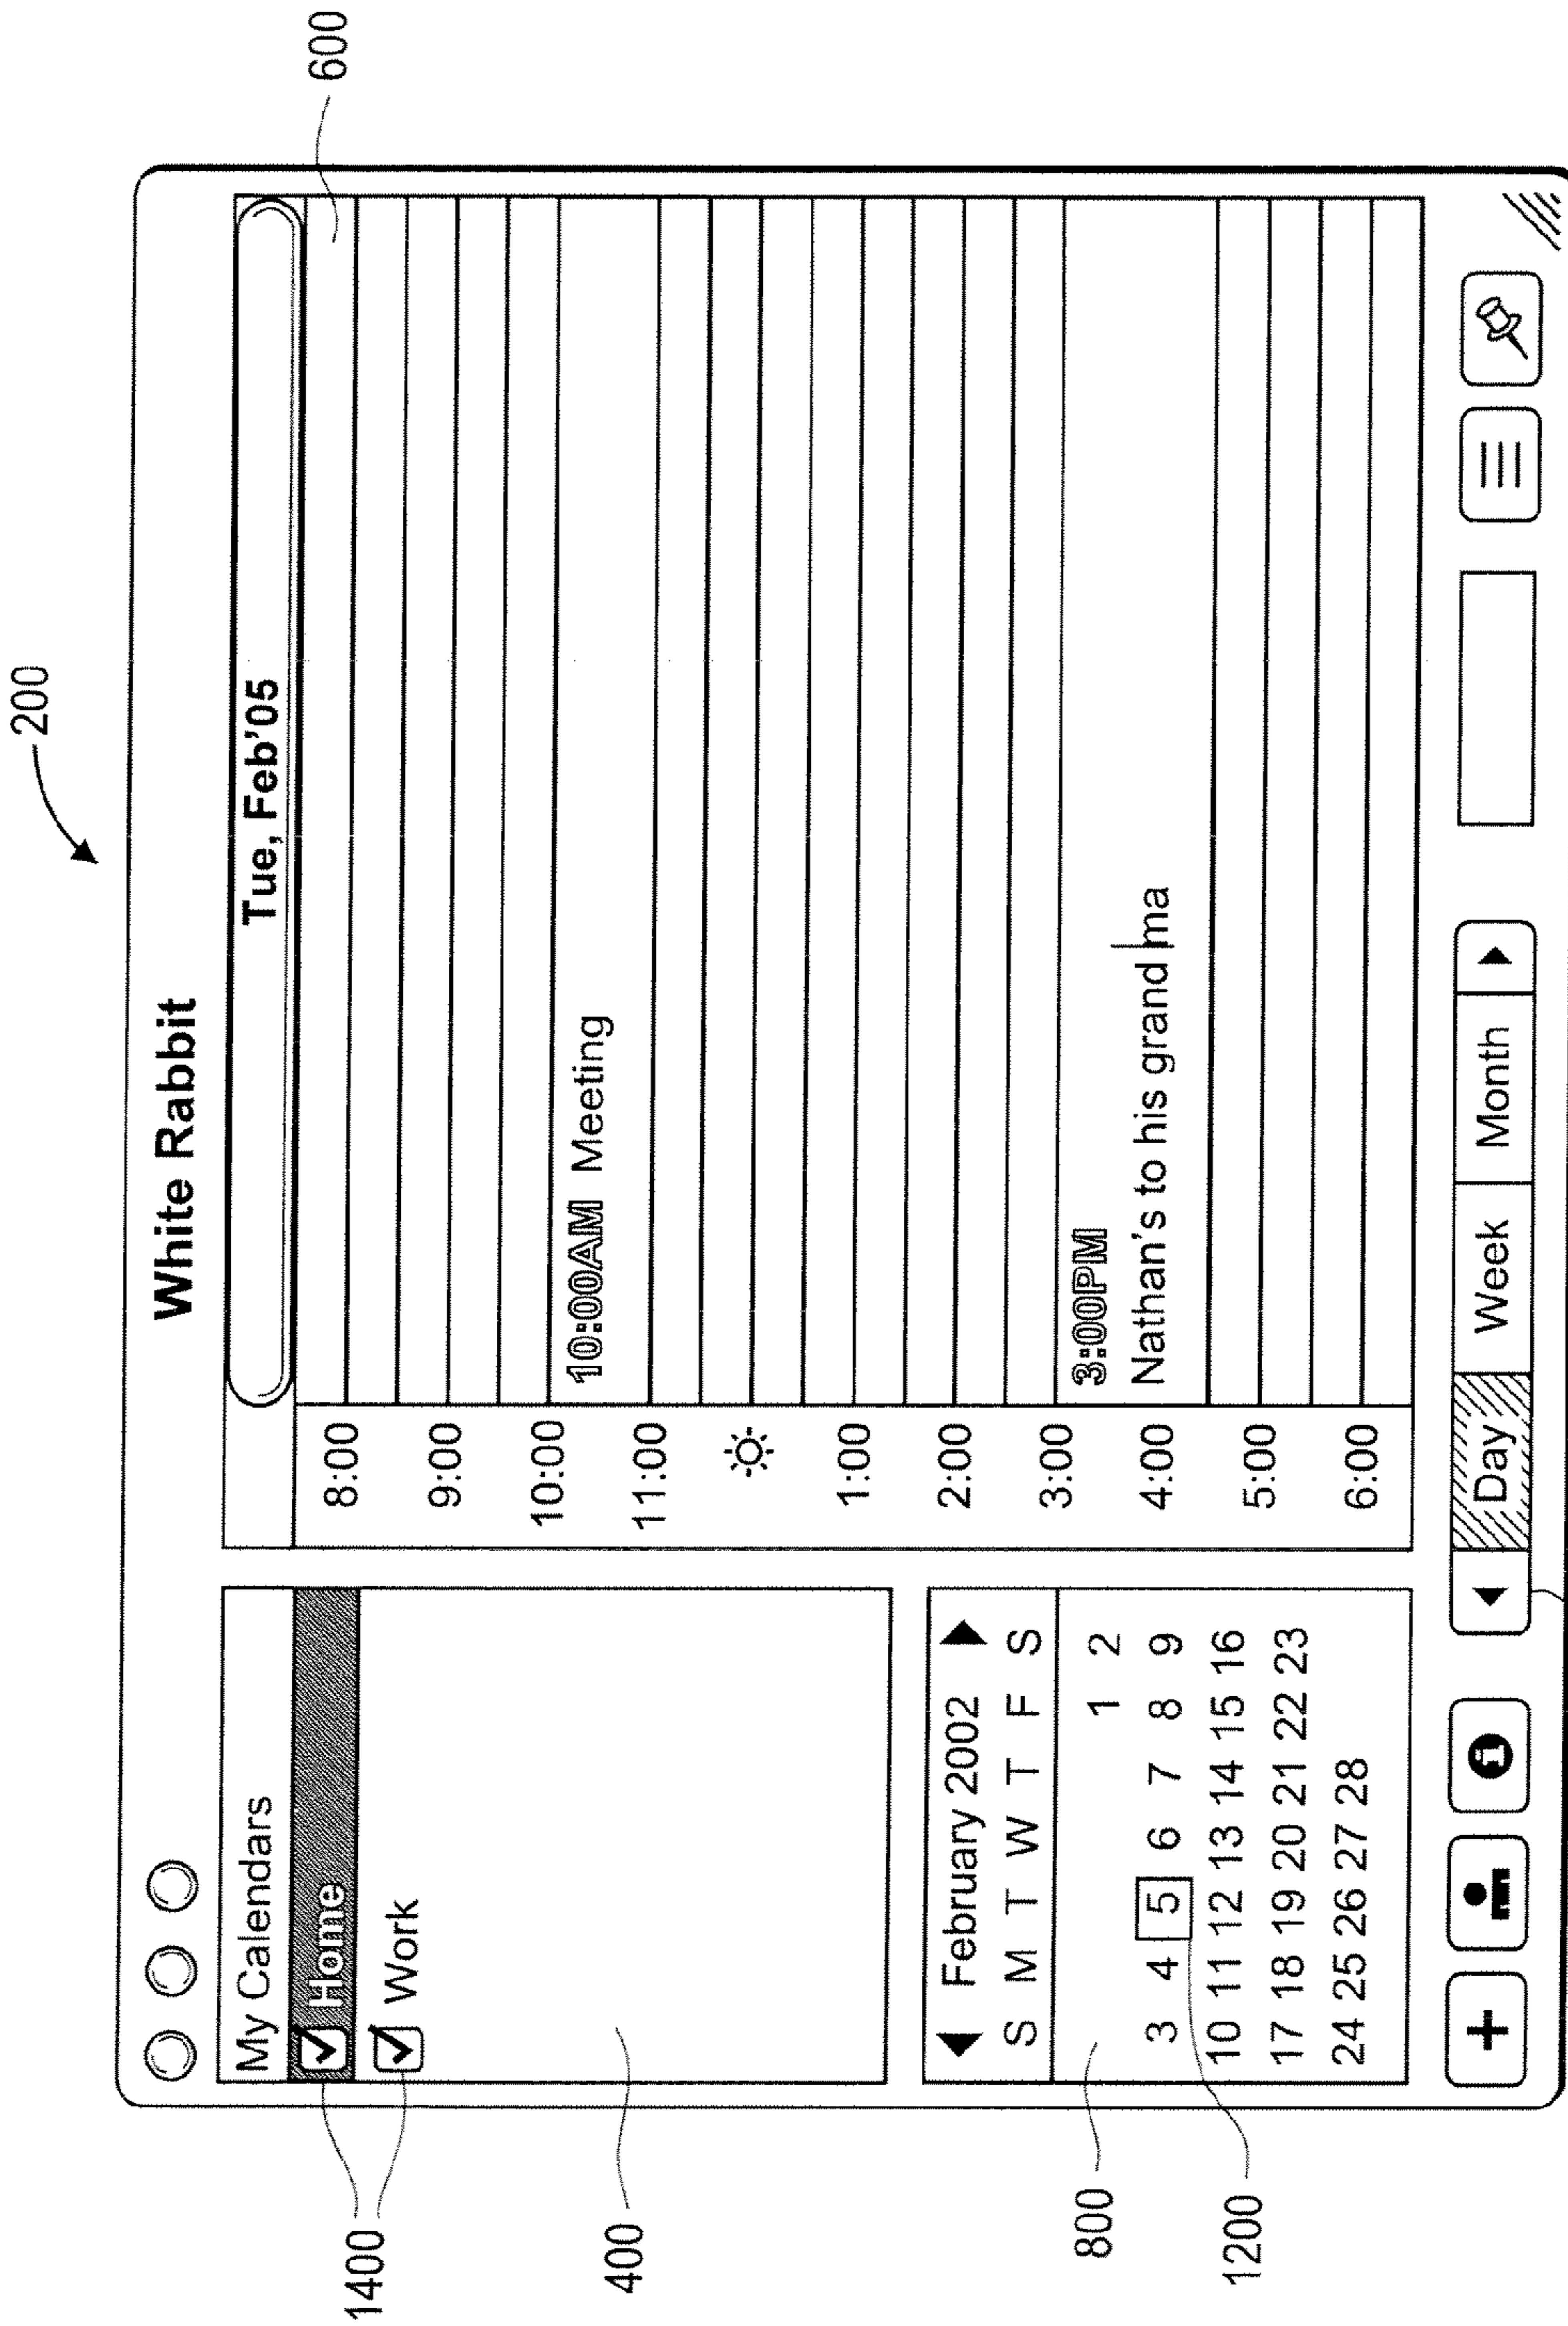 200
White Rabbit
My Calendars
Home
Work
1400
400
Tue, Feb'05
600
8:00
9:00
10:00
10:00AM Meeting
11:00
1:00
2:00
3:00
3:00PM
4:00
Nathan's to his grand ma
5:00
6:00
February 2002
S M T W T F S
1 2
3 4 5 6 7 8 9
10 11 12 13 14 15 16
17 18 19 20 21 22 23
24 25 26 27 28
800
1200
+
i
Day
Week
Month